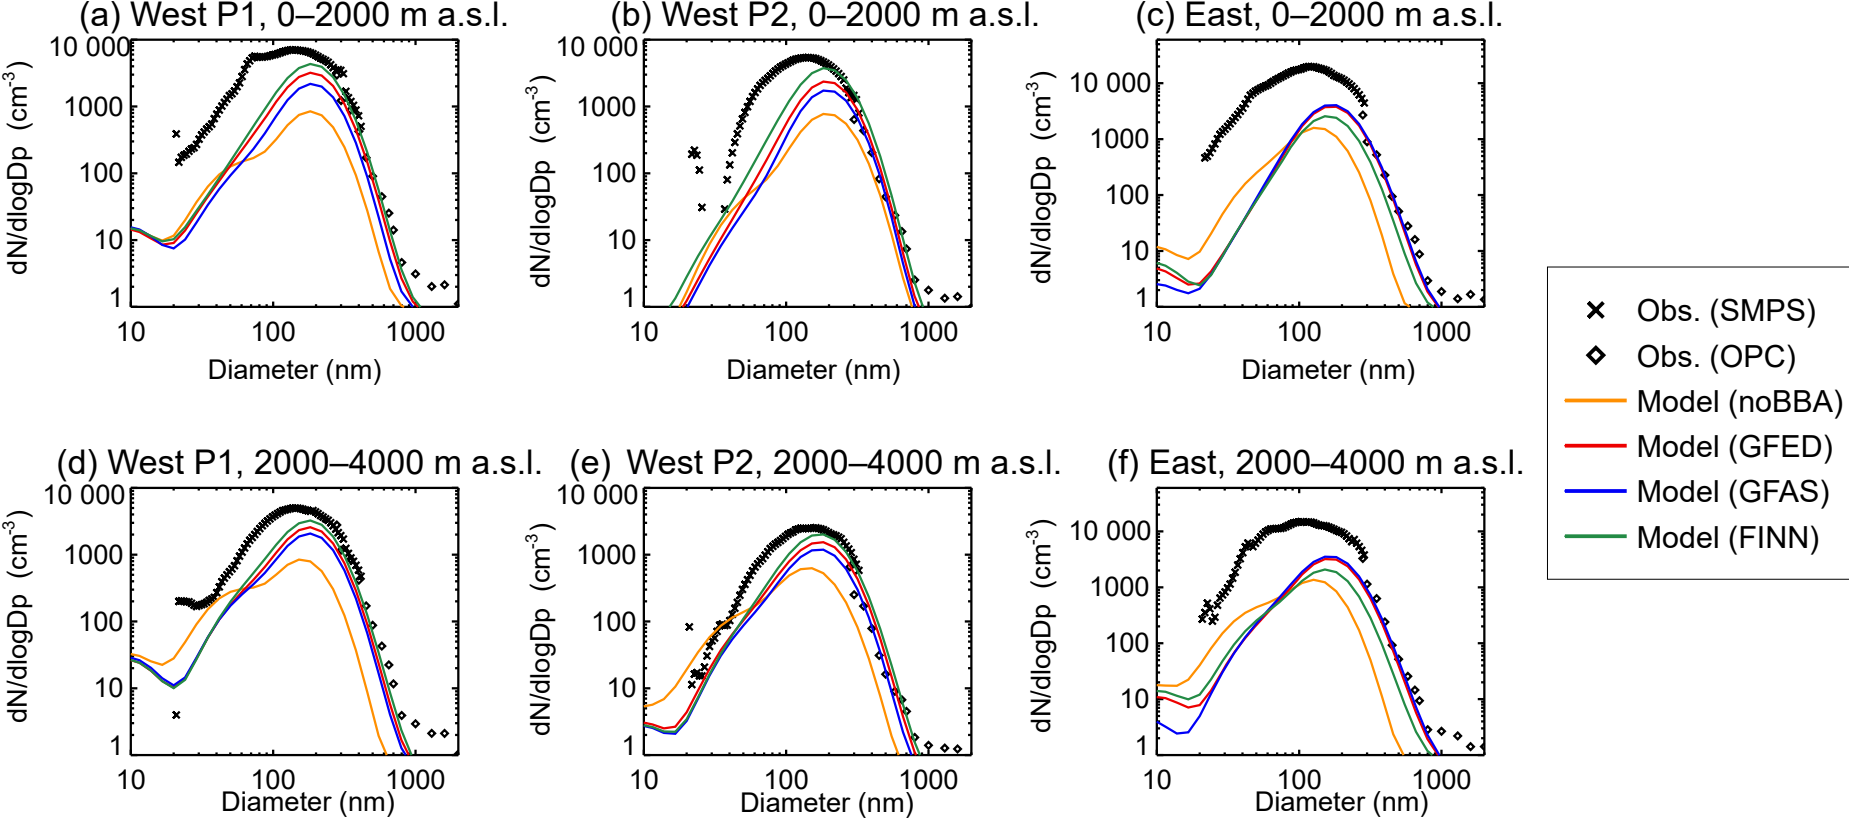 (a) West P1, 0–2000 m a.s.l.
(b) West P2, 0–2000 m a.s.l.
(c) East, 0–2000 m a.s.l.
dN/dlogDp (cm-3)
10 000
1000
100
10
1
10
100
1000
Diameter (nm)
dN/dlogDp (cm-3)
10 000
1000
100
10
1
10
100
1000
Diameter (nm)
dN/dlogDp (cm-3)
10 000
1000
100
10
1
10
100
1000
Diameter (nm)
Obs. (SMPS)
Obs. (OPC)
Model (noBBA)
Model (GFED)
Model (GFAS)
Model (FINN)
(d) West P1, 2000–4000 m a.s.l.
(e) West P2, 2000–4000 m a.s.l.
(f) East, 2000–4000 m a.s.l.
dN/dlogDp (cm-3)
10 000
1000
100
10
1
10
100
1000
Diameter (nm)
dN/dlogDp (cm-3)
10 000
1000
100
10
1
10
100
1000
Diameter (nm)
dN/dlogDp (cm-3)
10 000
1000
100
10
1
10
100
1000
Diameter (nm)